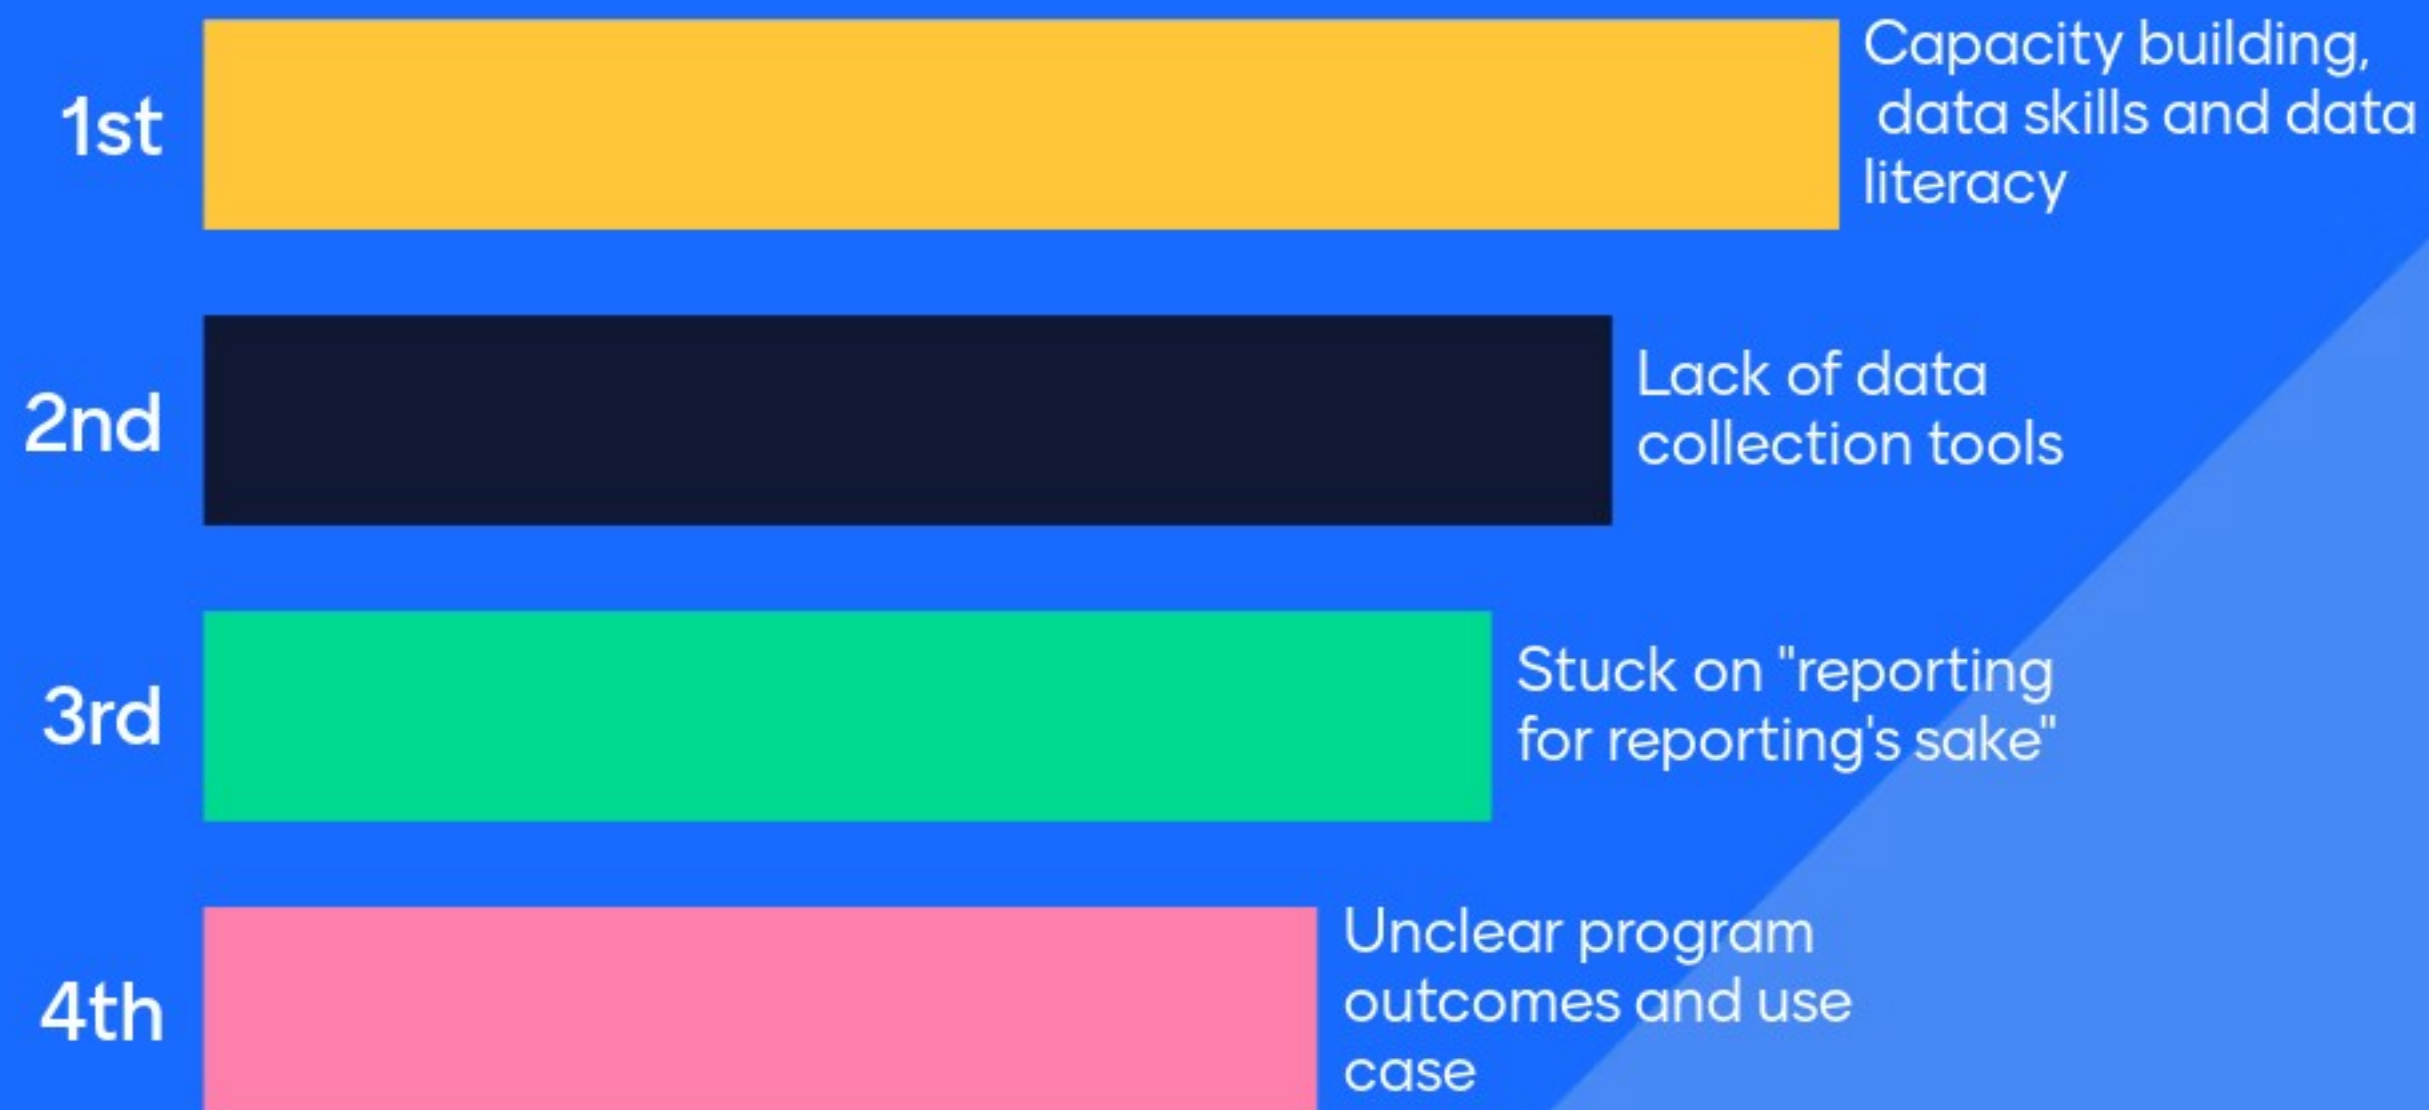 1st
Capacity building,
data skills and data
literacy
2nd
Lack of data
collection tools
3rd
Stuck on "reporting
for reporting's sake"
4th
Unclear program
outcomes and use
case